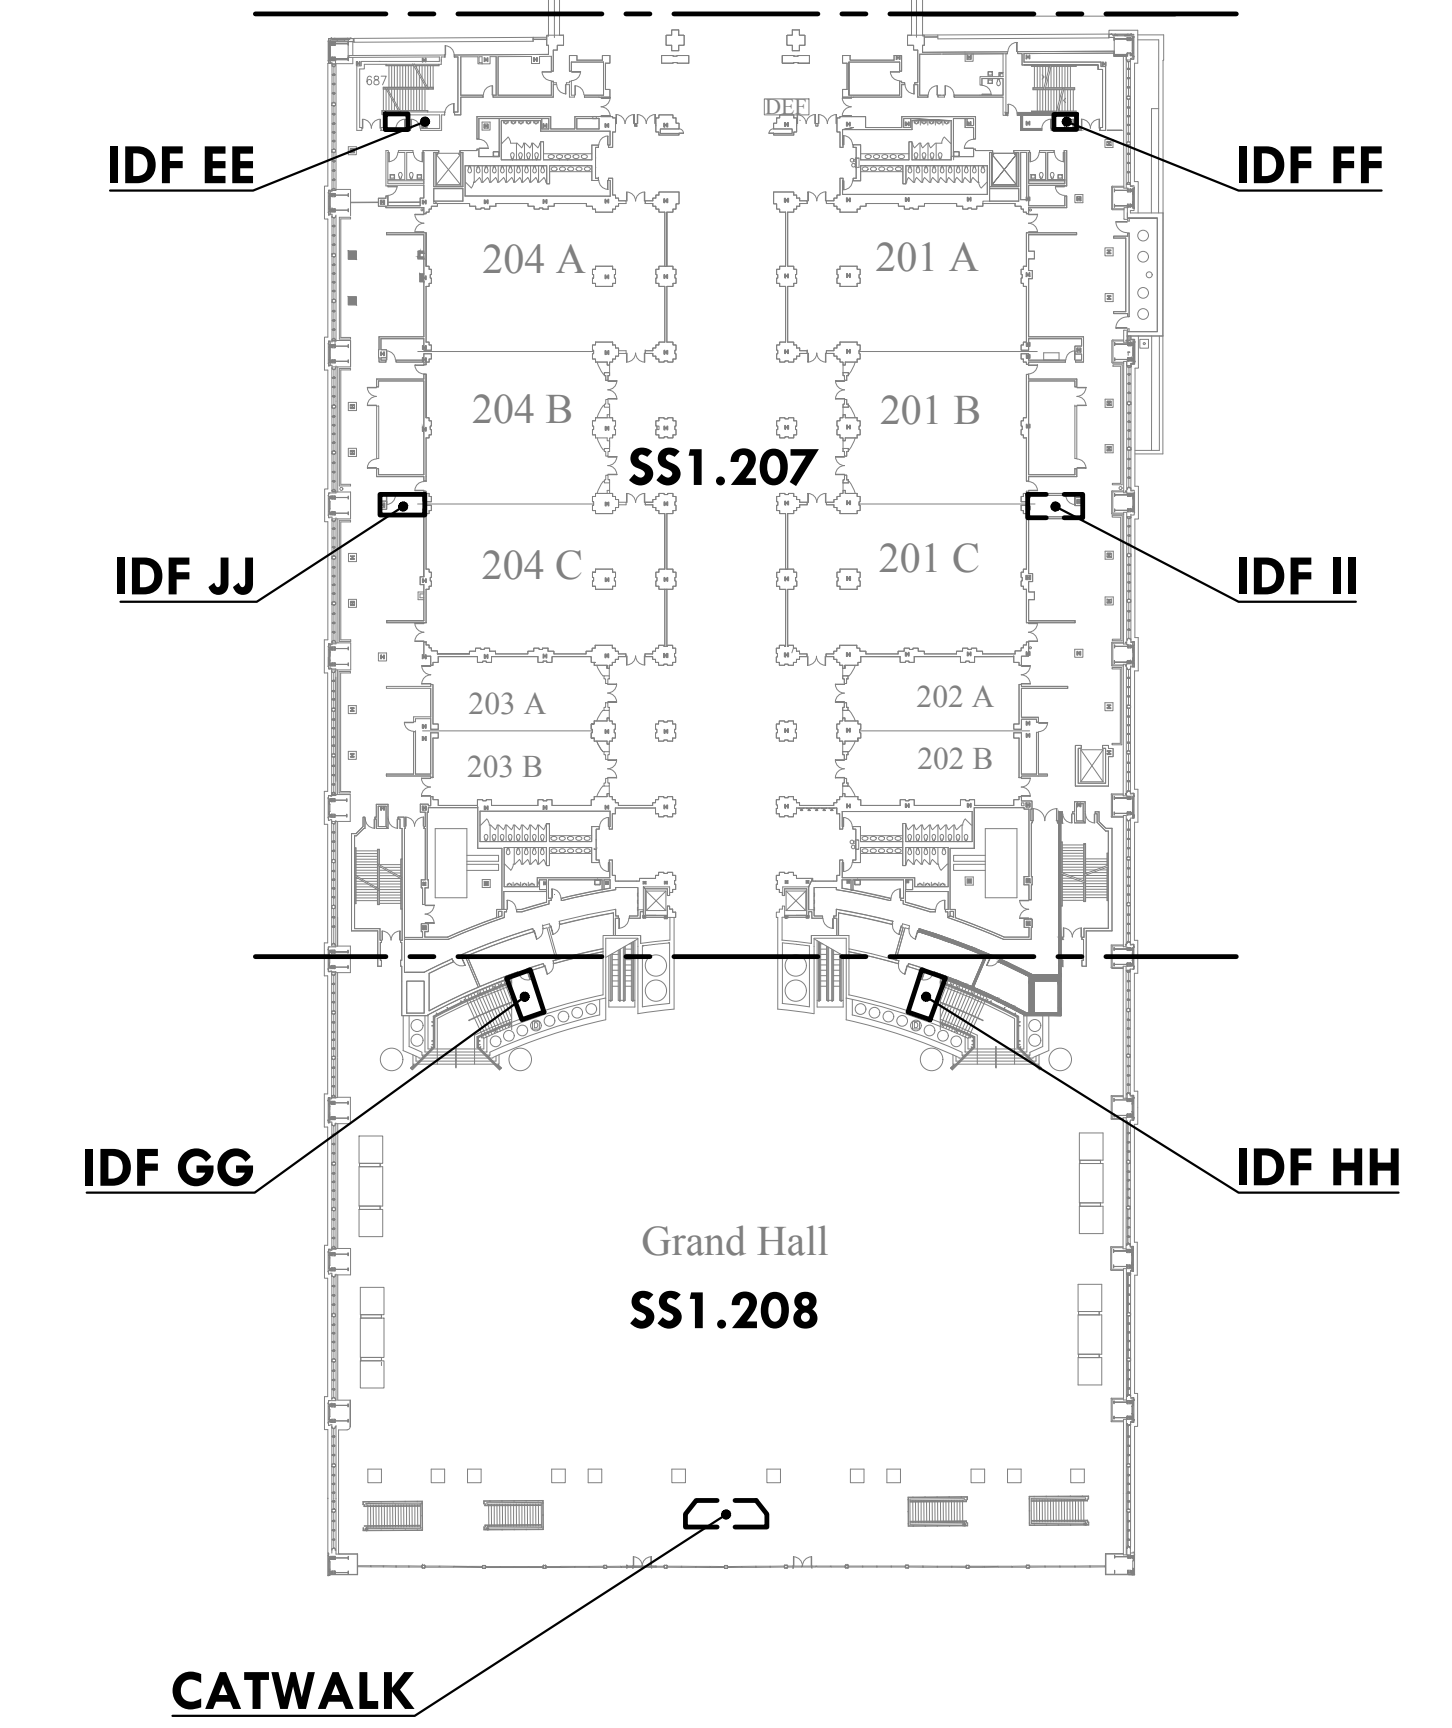 687
DEF
IDF EE
IDF FF
204 A
201 A
204 B
201 B
SS1.207
204 C
201 C
IDF JJ
IDF II
203 A
202 A
203 B
202 B
IDF GG
IDF HH
Grand Hall
SS1.208
CATWALK